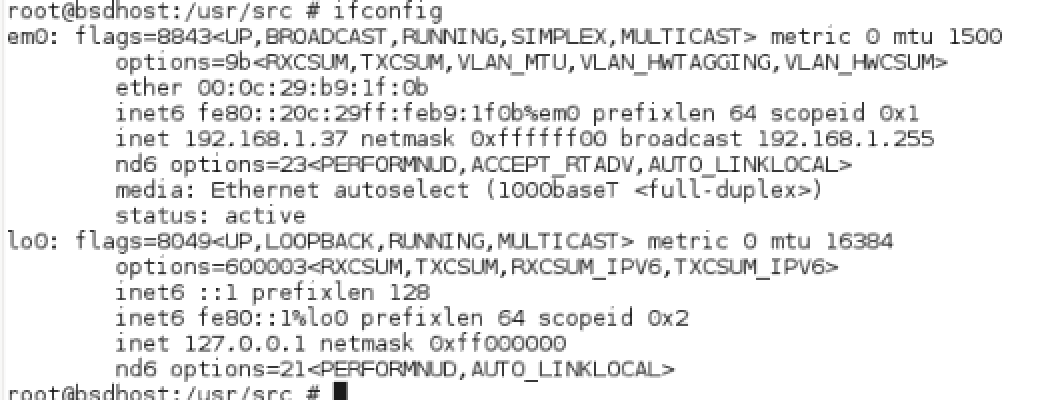 root@bsdhost:/usr/src # ifconfig
em0: flags=8843<UP,BROADCAST,RUNNING,SIMPLEX,MULTICAST> metric 0 mtu 1500
options=9b<RXCSUM,TXCSUM,VLAN_MTU,VLAN_HWTAGGING,VLAN_HWCSUM>
ether 00:0c:29:b9:1f:0b
inet6 fe80::20c:29ff:feb9:1f0b%em0 prefixlen 64 scopeid 0x1
inet 192.168.1.37 netmask 0xffffff00 broadcast 192.168.1.255
nd6 options=23<PERFORMNUD,ACCEPT_RTADV,AUTO_LINKLOCAL>
media: Ethernet autoselect (1000baseT <full-duplex>)
status: active
lo0: flags=8049<UP,LOOPBACK,RUNNING,MULTICAST> metric 0 mtu 16384
options=600003<RXCSUM,TXCSUM,RXCSUM_IPV6,TXCSUM_IPV6>
inet6 ::1 prefixlen 128
inet6 fe80::1%lo0 prefixlen 64 scopeid 0x2
inet 127.0.0.1 netmask 0xff000000
nd6 options=21<PERFORMNUD,AUTO_LINKLOCAL>
root@bsdhost:/usr/src #